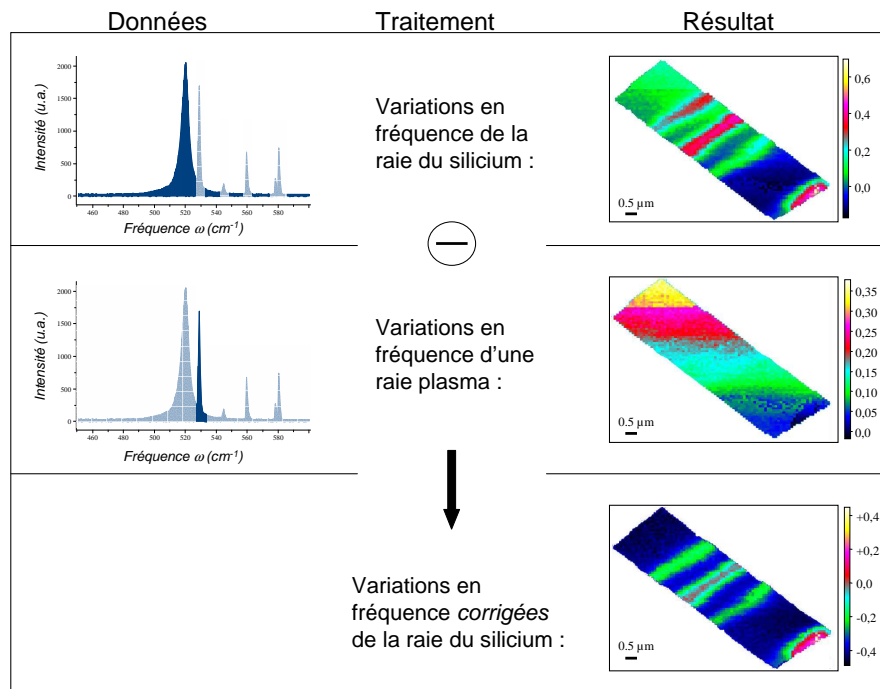 Données Traitement Résultat
Intensité (u.a.)
2000
1500
1000
500
0
460 480 500 520 540 560 580
Fréquence ω (cm-1)
Variations en
fréquence de la
raie du silicium :
0,6
0,4
0,2
0,0
0.5 µm
Intensité (u.a.)
2000
1500
1000
500
0
460 480 500 520 540 560 580
Fréquence ω (cm-1)
Variations en
fréquence d'une
raie plasma :
0,35
0,30
0,25
0,20
0,15
0,10
0,05
0,0
0.5 µm
Variations en
fréquence corrigées
de la raie du silicium :
+0,4
+0,2
0,0
-0,2
-0,4
0.5 µm